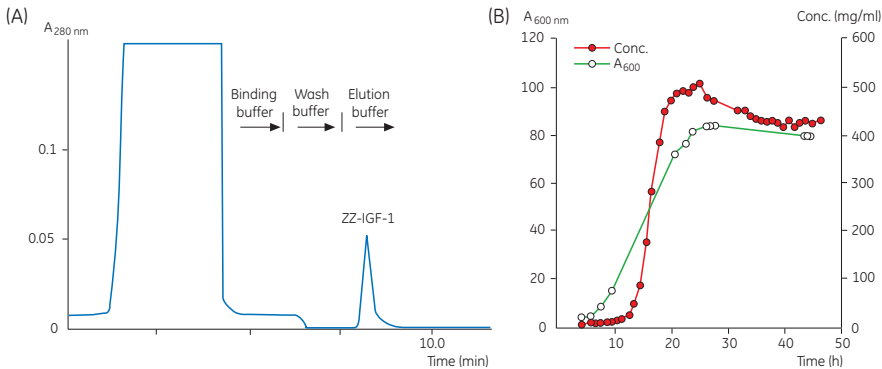 (A)
A280 nm
0.1
0.05
0
Binding buffer
Wash buffer
Elution buffer
ZZ-IGF-1
10.0
Time (min)
(B)
A600 nm
Conc. (mg/ml)
120
100
80
60
40
20
0
Conc.
A600
600
500
400
300
200
100
0
10
20
30
40
50
Time (h)